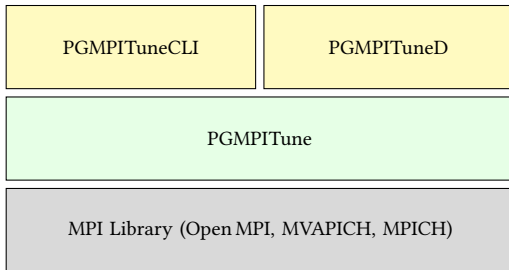 PGMPITuneCLI
PGMPITuneD
PGMPITune
MPI Library (Open MPI, MVAPICH, MPICH)